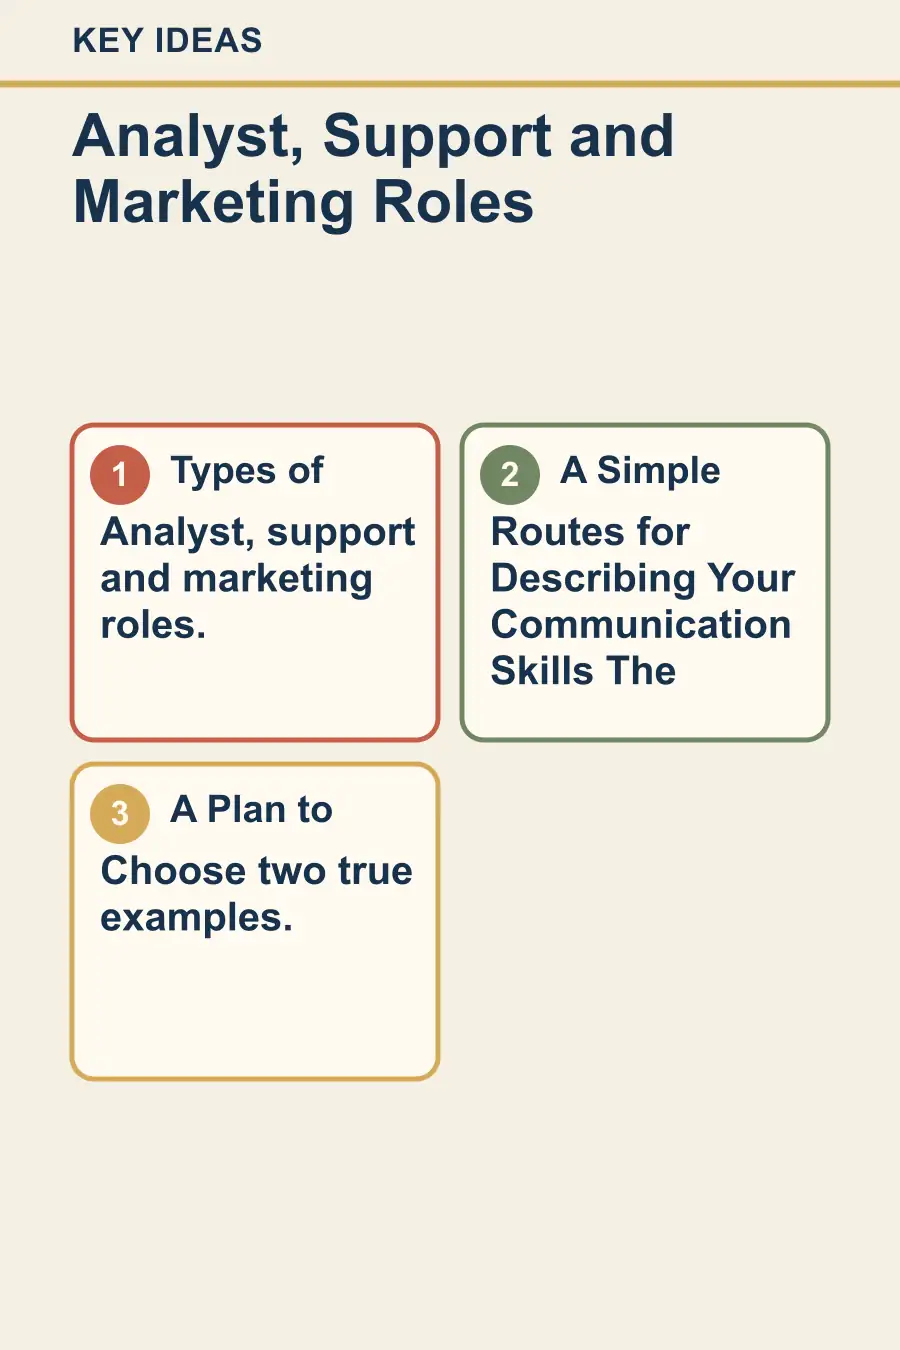 KEY IDEAS
Analyst, Support and
Marketing Roles
1 Types of
Analyst, support
and marketing
roles.
2 A Simple
Routes for
Describing Your
Communication
Skills The
3 A Plan to
Choose two true
examples.